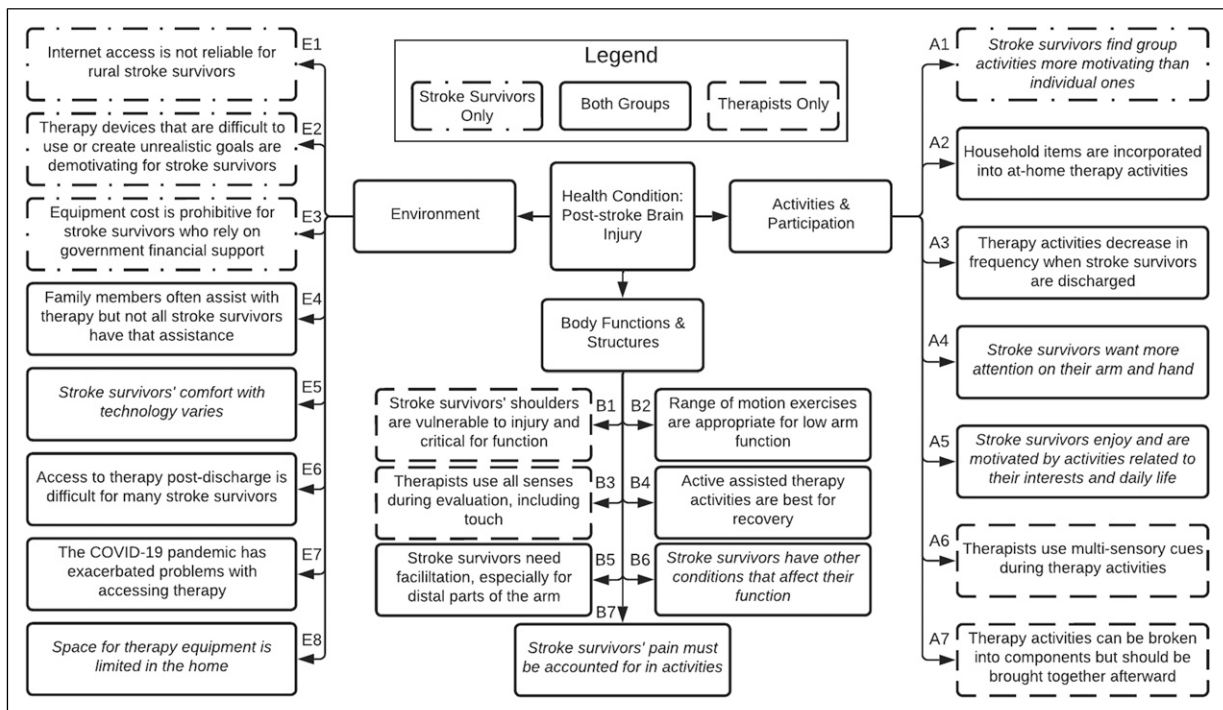 Legend
Stroke Survivors
Only
Both Groups
Therapists Only
Health Condition:
Post-stroke Brain
Injury
Environment
Activities &
Participation
Body Functions &
Structures
E1
Internet access is not reliable for
rural stroke survivors
E2
Therapy devices that are difficult to
use or create unrealistic goals are
demotivating for stroke survivors
E3
Equipment cost is prohibitive for
stroke survivors who rely on
government financial support
E4
Family members often assist with
therapy but not all stroke survivors
have that assistance
E5
Stroke survivors' comfort with
technology varies
E6
Access to therapy post-discharge is
difficult for many stroke survivors
E7
The COVID-19 pandemic has
exacerbated problems with
accessing therapy
E8
Space for therapy equipment is
limited in the home
B1
Stroke survivors' shoulders
are vulnerable to injury and
critical for function
B2
Range of motion exercises
are appropriate for low arm
function
B3
Therapists use all senses
during evaluation, including
touch
B4
Active assisted therapy
activities are best for
recovery
B5
Stroke survivors need
facililtation, especially for
distal parts of the arm
B6
Stroke survivors have other
conditions that affect their
function
B7
Stroke survivors' pain must
be accounted for in activities
A1
Stroke survivors find group
activities more motivating than
individual ones
A2
Household items are incorporated
into at-home therapy activities
A3
Therapy activities decrease in
frequency when stroke survivors
are discharged
A4
Stroke survivors want more
attention on their arm and hand
A5
Stroke survivors enjoy and are
motivated by activities related to
their interests and daily life
A6
Therapists use multi-sensory cues
during therapy activities
A7
Therapy activities can be broken
into components but should be
brought together afterward